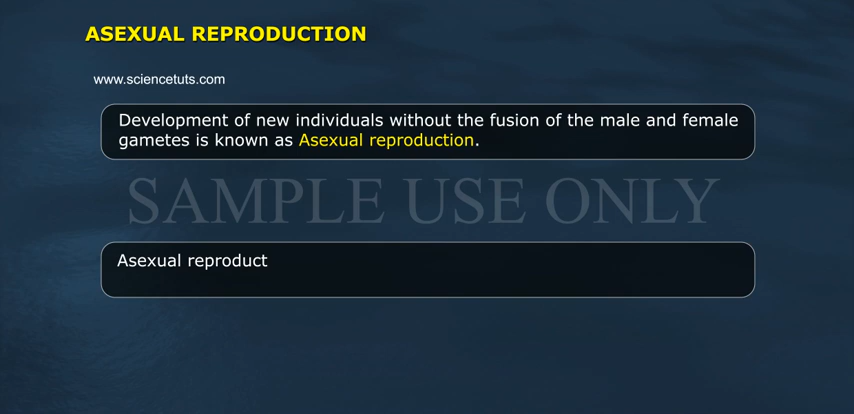 ASEXUAL REPRODUCTION
www.sciencetuts.com
Development of new individuals without the fusion of the male and female
gametes is known as Asexual reproduction.
SAMPLE USE ONLY
Asexual reproduct